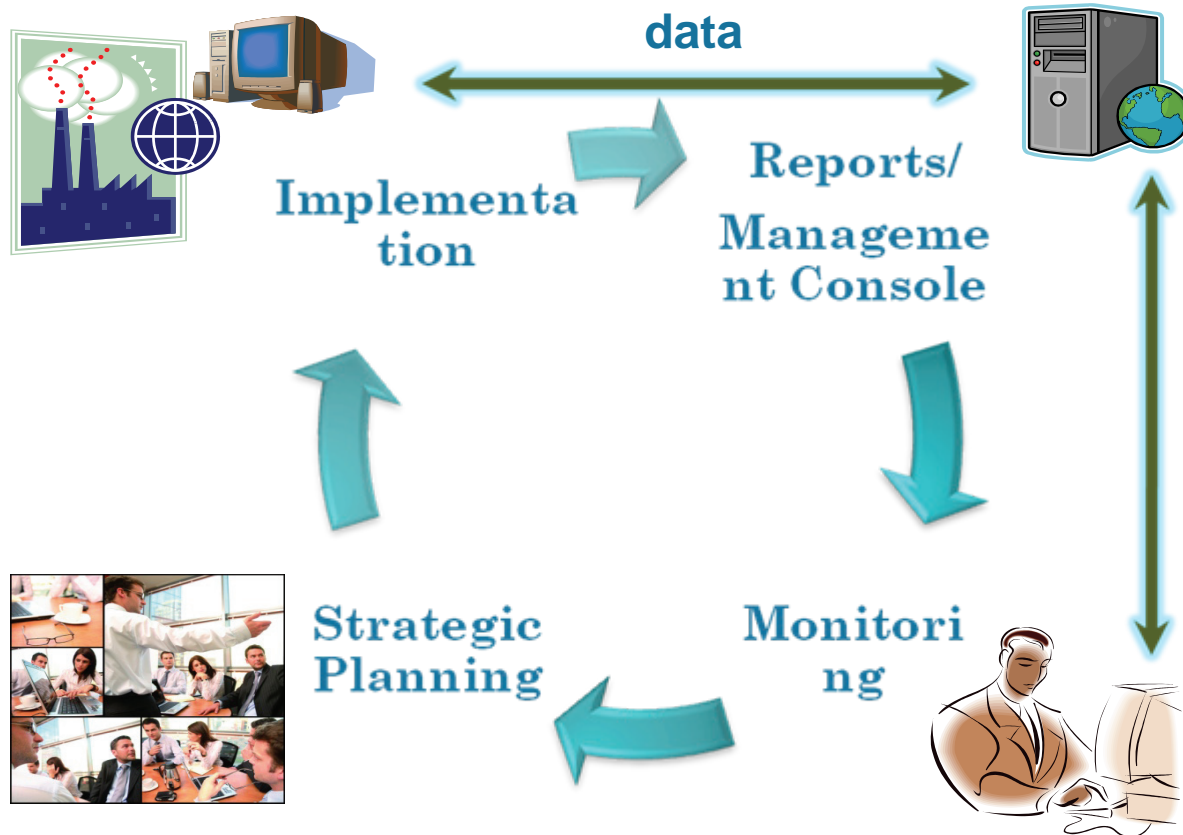 data
Implementa
tion
Reports/
Manageme
nt Console
Strategic
Planning
Monitori
ng